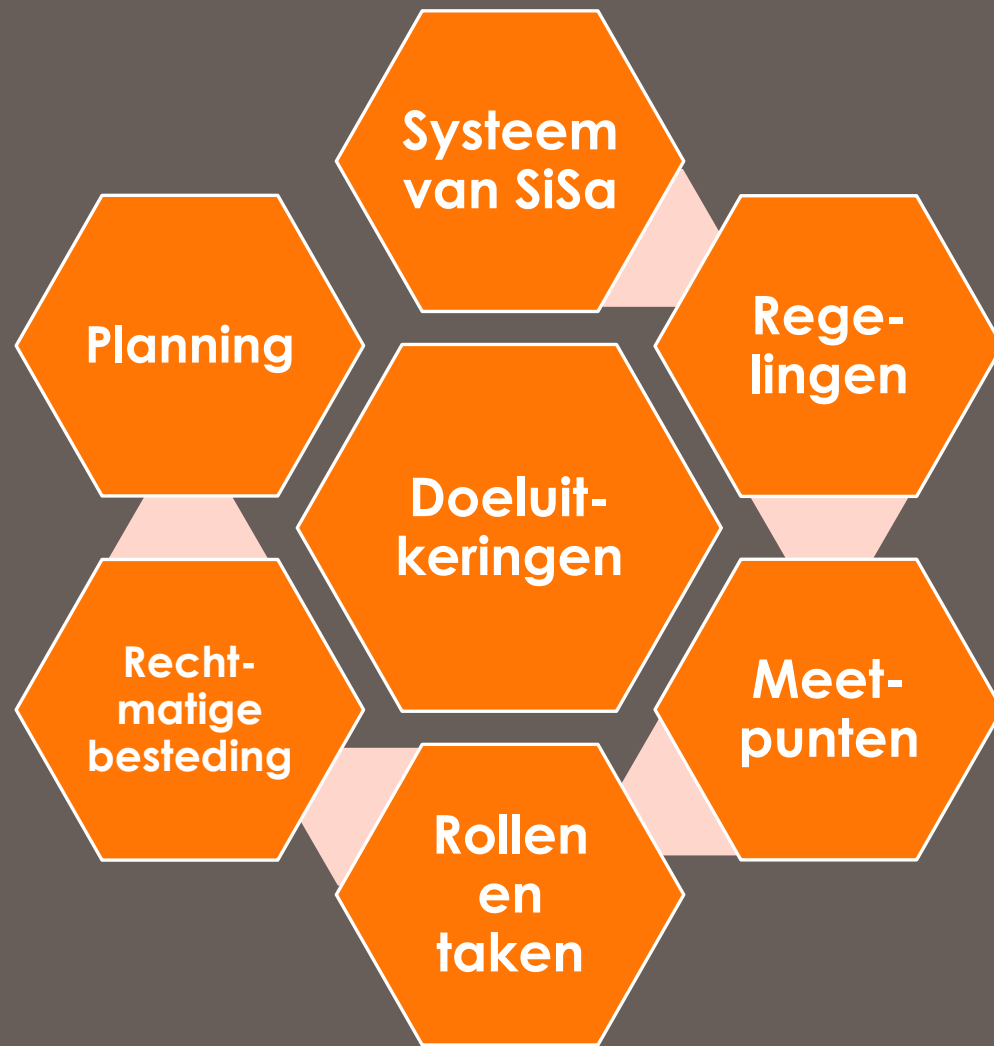 Systeem
van SiSa
Rege-
lingen
Meet-
punten
Rollen
en
taken
Recht-
matige
besteding
Planning
Doeluit-
keringen